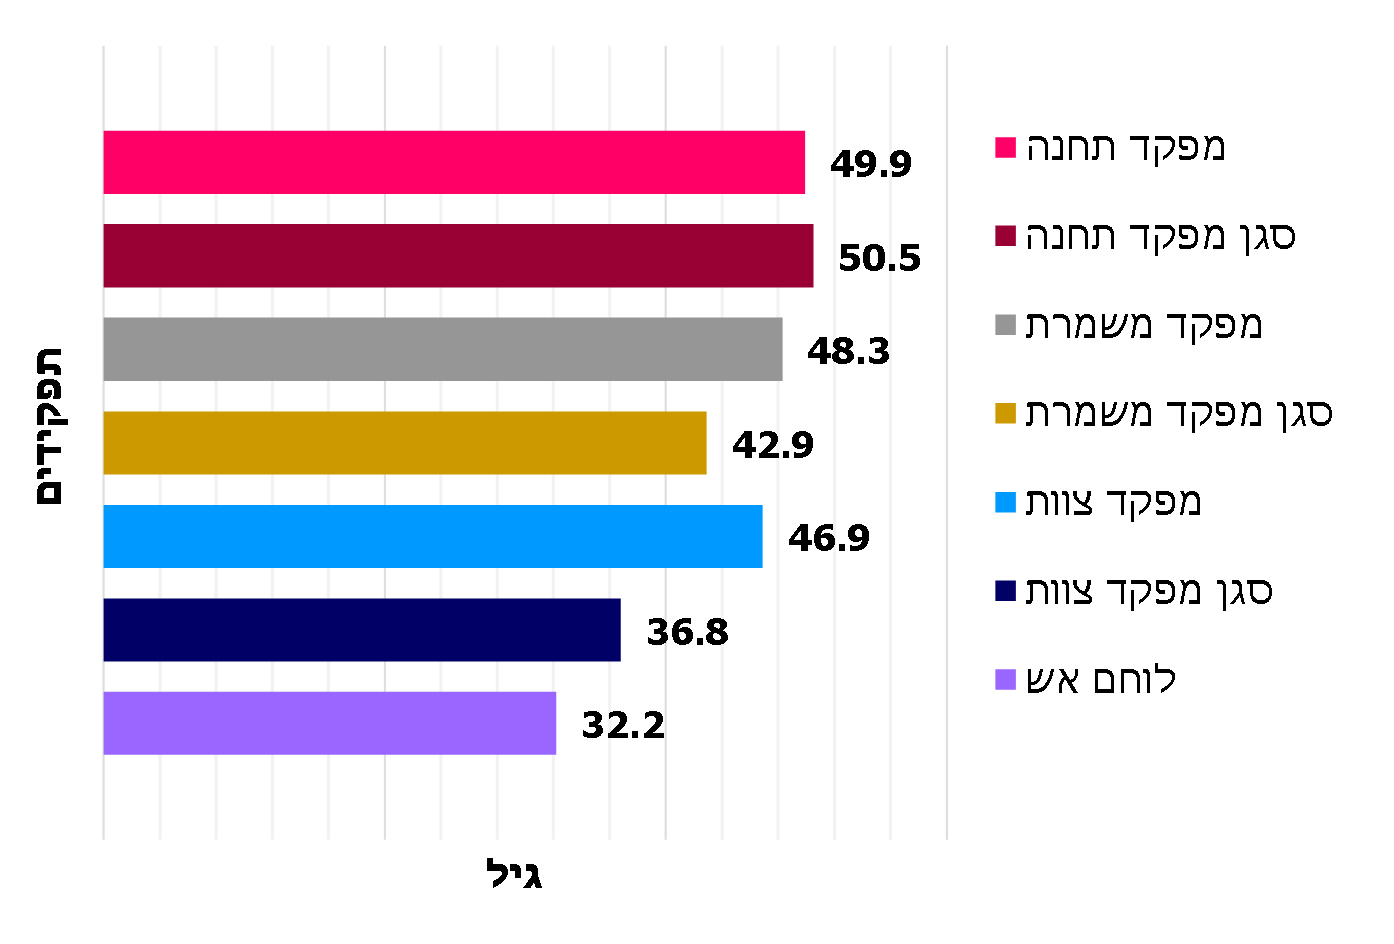 49.9
50.5
48.3
42.9
46.9
36.8
32.2
תפקידים
גיל
מפקד תחנה
סגן מפקד תחנה
מפקד משמרת
סגן מפקד משמרת
מפקד צוות
סגן מפקד צוות
לוחם אש